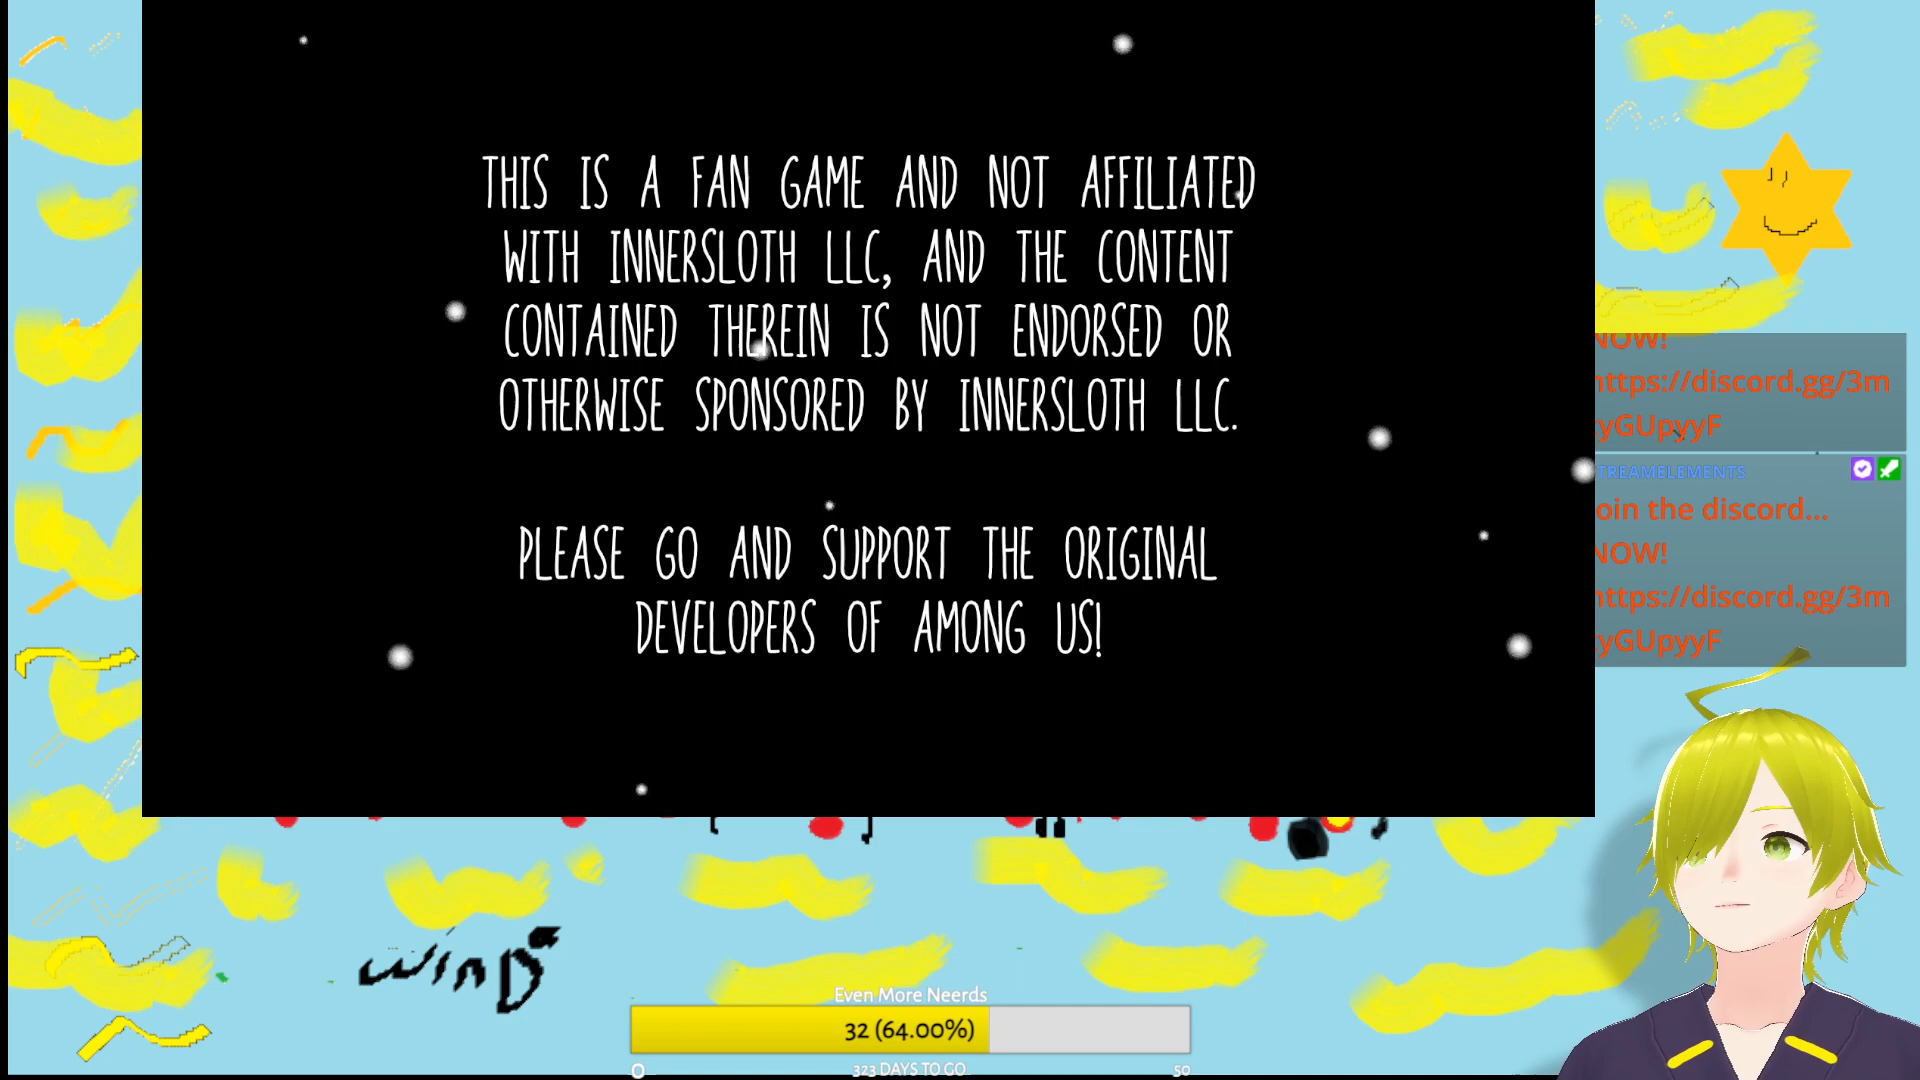 THIS IS A FAN GAME AND NOT AFFILIATED
WITH INNERSLOTH LLC, AND THE CONTENT
CONTAINED THEREIN IS NOT ENDORSED OR
OTHERWISE SPONSORED BY INNERSLOTH LLC.
PLEASE GO AND SUPPORT THE ORIGINAL
DEVELOPERS OF AMONG US!
NOW!
https://discord.gg/3m
yGUpyyF
TREAMELEMENTS
oin the discord...
NOW!
https://discord.gg/3m
yGUpyyF
winD
Even More Neerds
32 (64.00%)
0 323 DAYS TO GO 50